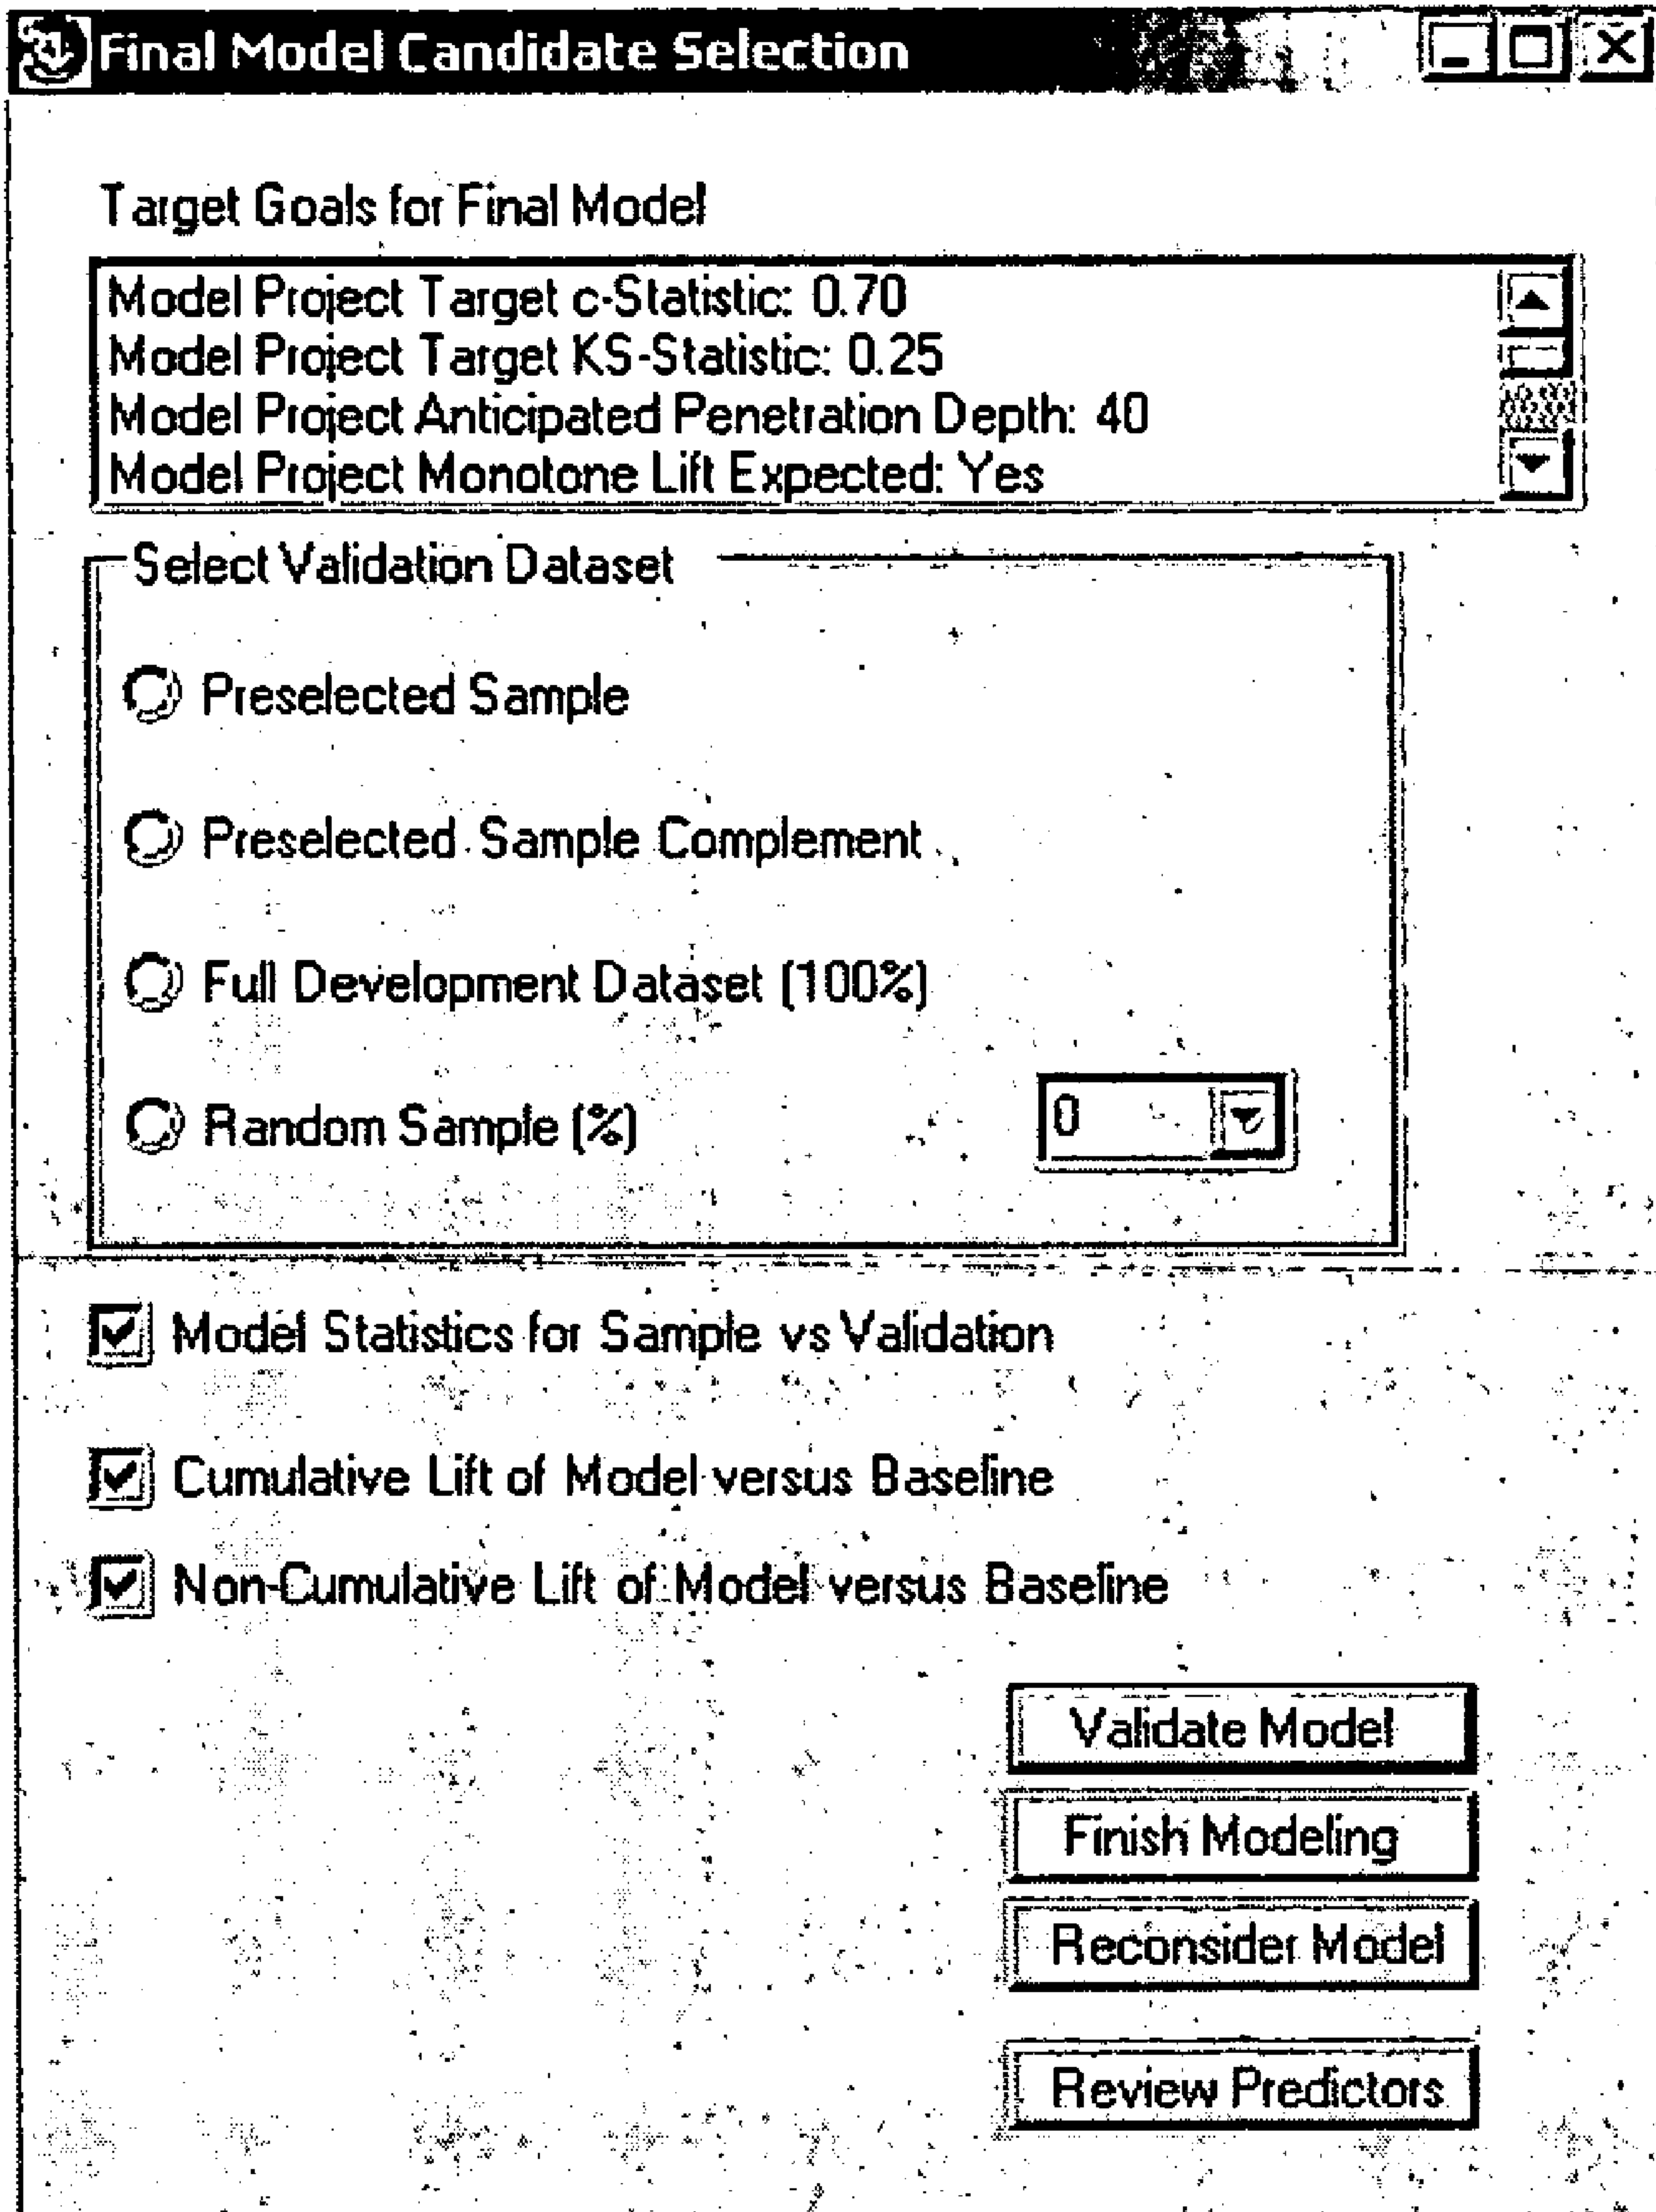 Final Model Candidate Selection
Target Goals for Final Model
Model Project Target c-Statistic: 0.70
Model Project Target KS-Statistic: 0.25
Model Project Anticipated Penetration Depth: 40
Model Project Monotone Lift Expected: Yes
Select Validation Dataset
Preselected Sample
Preselected Sample Complement
Full Development Dataset (100%)
Random Sample (%) 0
Model Statistics for Sample vs Validation
Cumulative Lift of Model versus Baseline
Non-Cumulative Lift of Model versus Baseline
Validate Model
Finish Modeling
Reconsider Model
Review Predictors